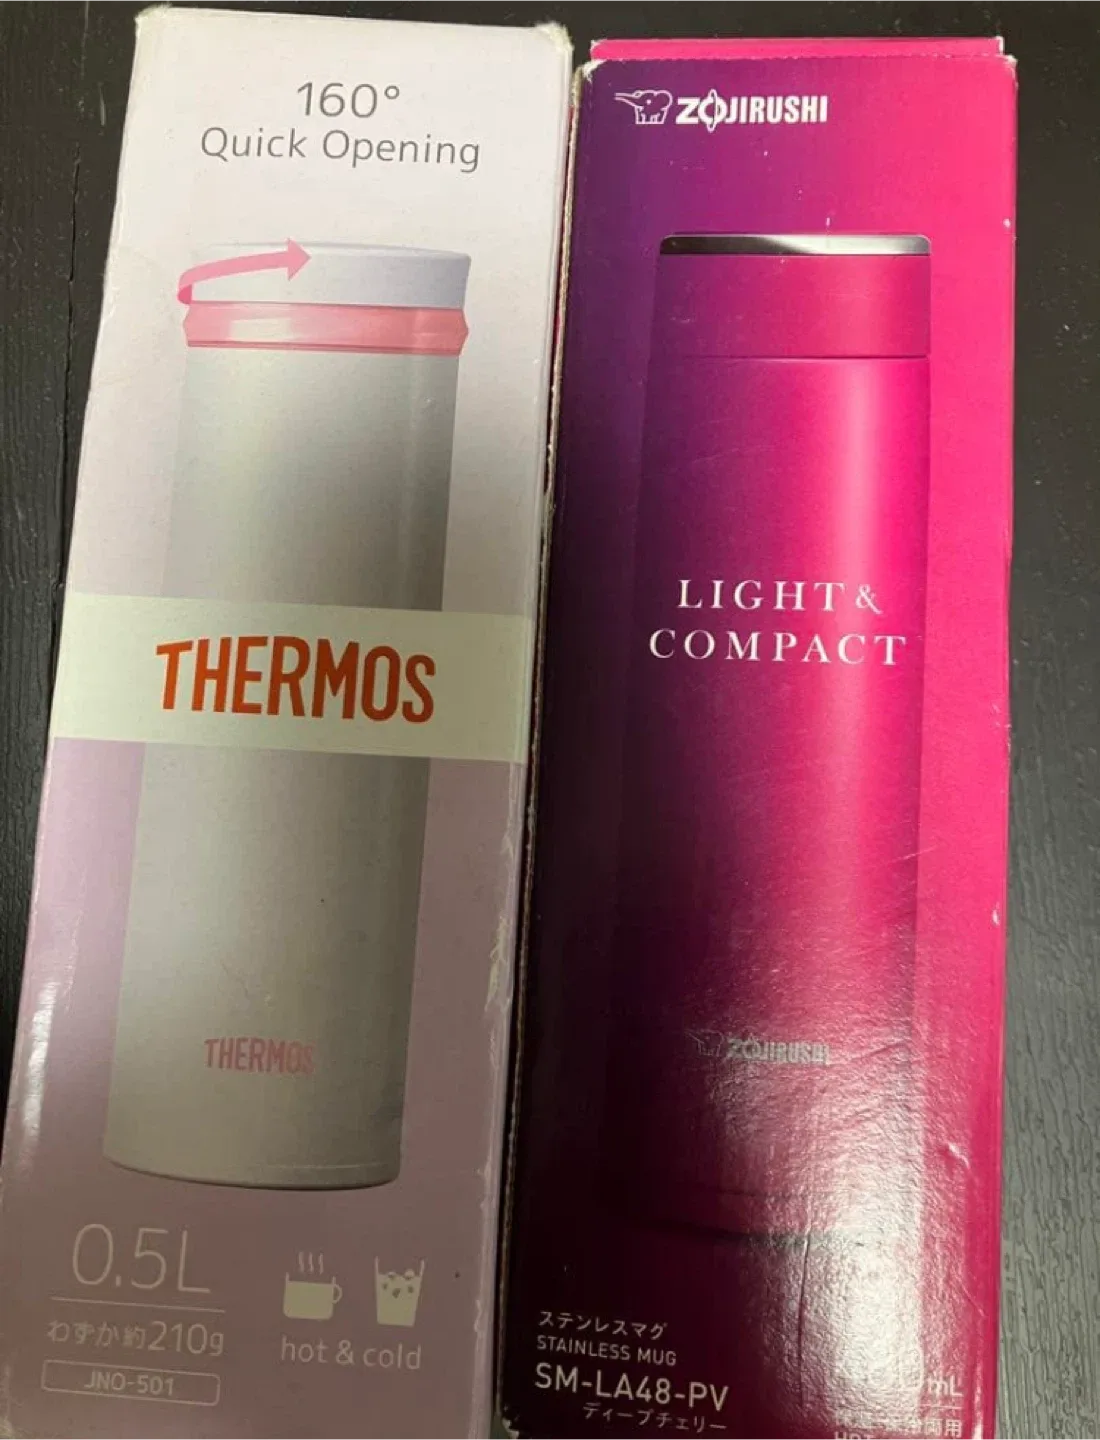 160°
Quick Opening
THERMOS
THERMOS
0.5L
わずか約210g
hot & cold
JNO-501
ZOJIRUSHI
LIGHT &
COMPACT
ZOJIRUSHI
ステンレスマグ
STAINLESS MUG
SM-LA48-PV
ディープチェリー
mL